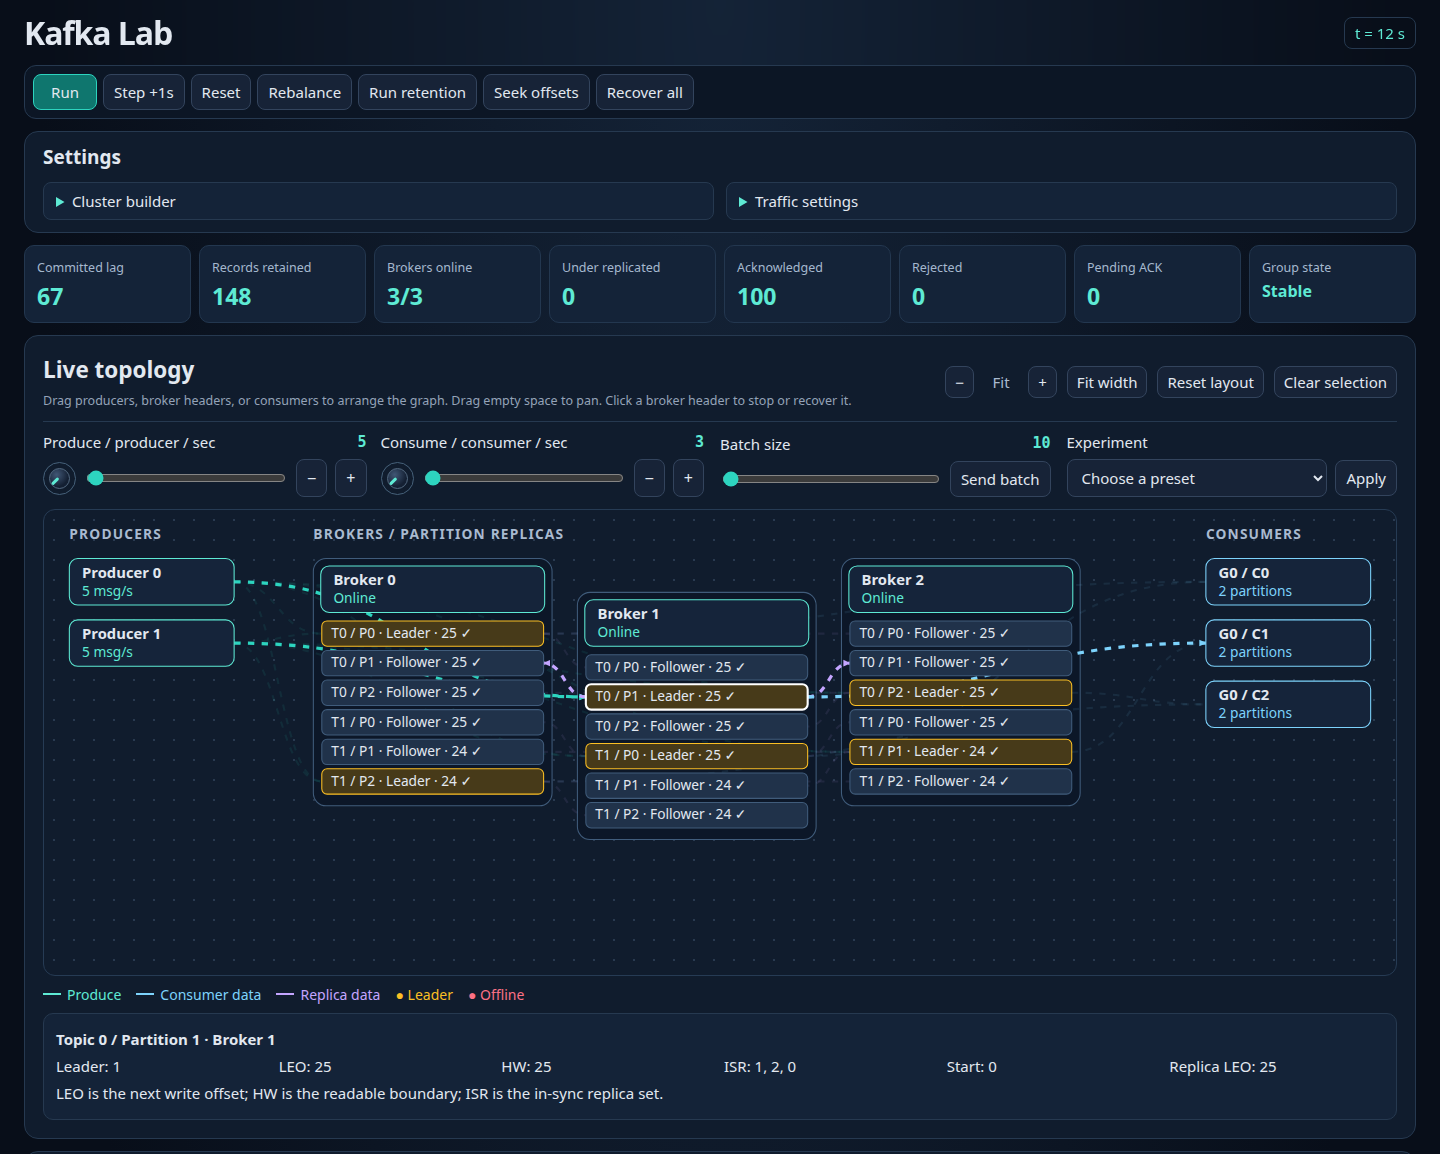 Kafka Lab
t = 12 s
Run Step +1s Reset Rebalance Run retention Seek offsets Recover all
Settings
▶ Cluster builder ▶ Traffic settings
Committed lag Records retained Brokers online Under replicated Acknowledged Rejected Pending ACK Group state
67 148 3/3 0 100 0 0 Stable
Live topology
− Fit + Fit width Reset layout Clear selection
Drag producers, broker headers, or consumers to arrange the graph. Drag empty space to pan. Click a broker header to stop or recover it.
Produce / producer / sec 5 Consume / consumer / sec 3 Batch size 10 Experiment
− + − + Send batch Choose a preset Apply
PRODUCERS BROKERS / PARTITION REPLICAS CONSUMERS
Producer 0
5 msg/s
Producer 1
5 msg/s
Broker 0
Online
T0 / P0 · Leader · 25 ✓
T0 / P1 · Follower · 25 ✓
T0 / P2 · Follower · 25 ✓
T1 / P0 · Follower · 25 ✓
T1 / P1 · Follower · 24 ✓
T1 / P2 · Leader · 24 ✓
Broker 1
Online
T0 / P0 · Follower · 25 ✓
T0 / P1 · Leader · 25 ✓
T0 / P2 · Follower · 25 ✓
T1 / P0 · Leader · 25 ✓
T1 / P1 · Follower · 24 ✓
T1 / P2 · Follower · 24 ✓
Broker 2
Online
T0 / P0 · Follower · 25 ✓
T0 / P1 · Follower · 25 ✓
T0 / P2 · Leader · 25 ✓
T1 / P0 · Follower · 25 ✓
T1 / P1 · Leader · 24 ✓
T1 / P2 · Follower · 24 ✓
G0 / C0
2 partitions
G0 / C1
2 partitions
G0 / C2
2 partitions
Produce Consumer data Replica data ● Leader ● Offline
Topic 0 / Partition 1 · Broker 1
Leader: 1 LEO: 25 HW: 25 ISR: 1, 2, 0 Start: 0 Replica LEO: 25
LEO is the next write offset; HW is the readable boundary; ISR is the in-sync replica set.